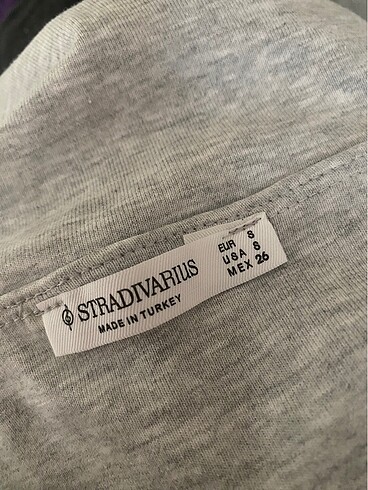 STRADIVARIUS
MADE IN TURKEY
EUR S
USA S
MEX 26